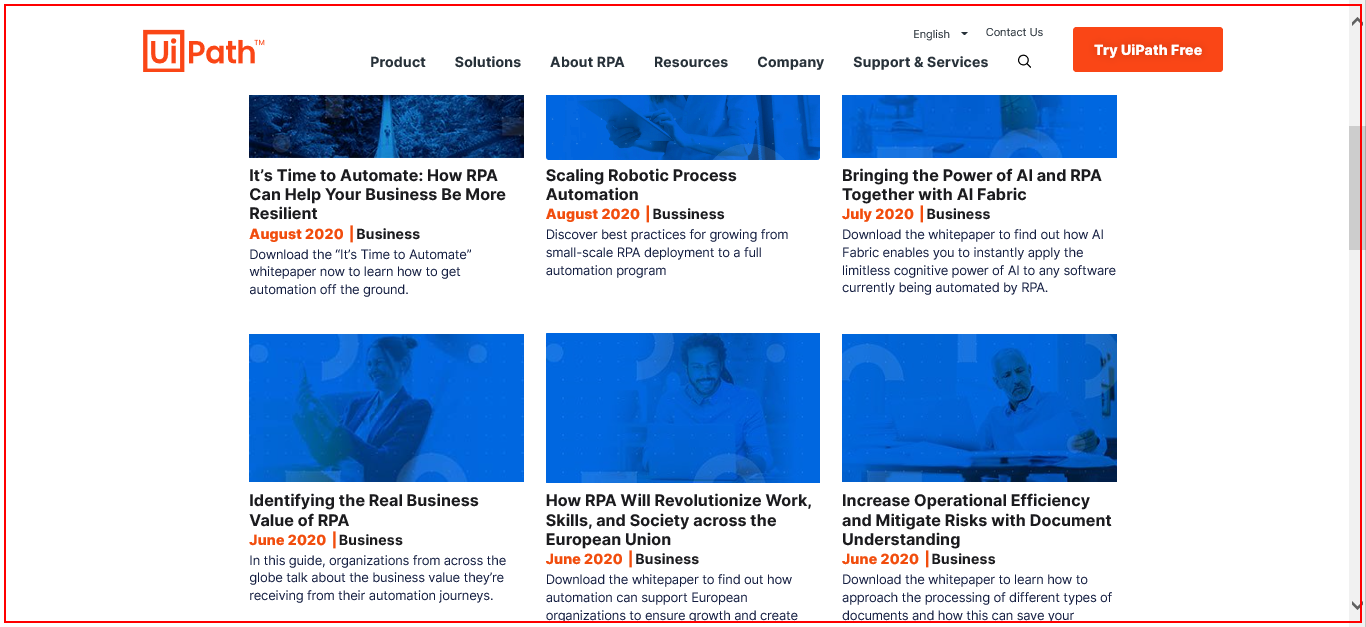 UiPath™
English
Contact Us
Try UiPath Free
Product
Solutions
About RPA
Resources
Company
Support & Services
It's Time to Automate: How RPA
Can Help Your Business Be More
Resilient
August 2020 | Business
Download the “It's Time to Automate”
whitepaper now to learn how to get
automation off the ground.
Scaling Robotic Process
Automation
August 2020 | Bussiness
Discover best practices for growing from
small-scale RPA deployment to a full
automation program
Bringing the Power of AI and RPA
Together with AI Fabric
July 2020 | Business
Download the whitepaper to find out how AI
Fabric enables you to instantly apply the
limitless cognitive power of AI to any software
currently being automated by RPA.
Identifying the Real Business
Value of RPA
June 2020 | Business
In this guide, organizations from across the
globe talk about the business value they're
receiving from their automation journeys.
How RPA Will Revolutionize Work,
Skills, and Society across the
European Union
June 2020 | Business
Download the whitepaper to find out how
automation can support European
organizations to ensure growth and create
Increase Operational Efficiency
and Mitigate Risks with Document
Understanding
June 2020 | Business
Download the whitepaper to learn how to
approach the processing of different types of
documents and how this can save your